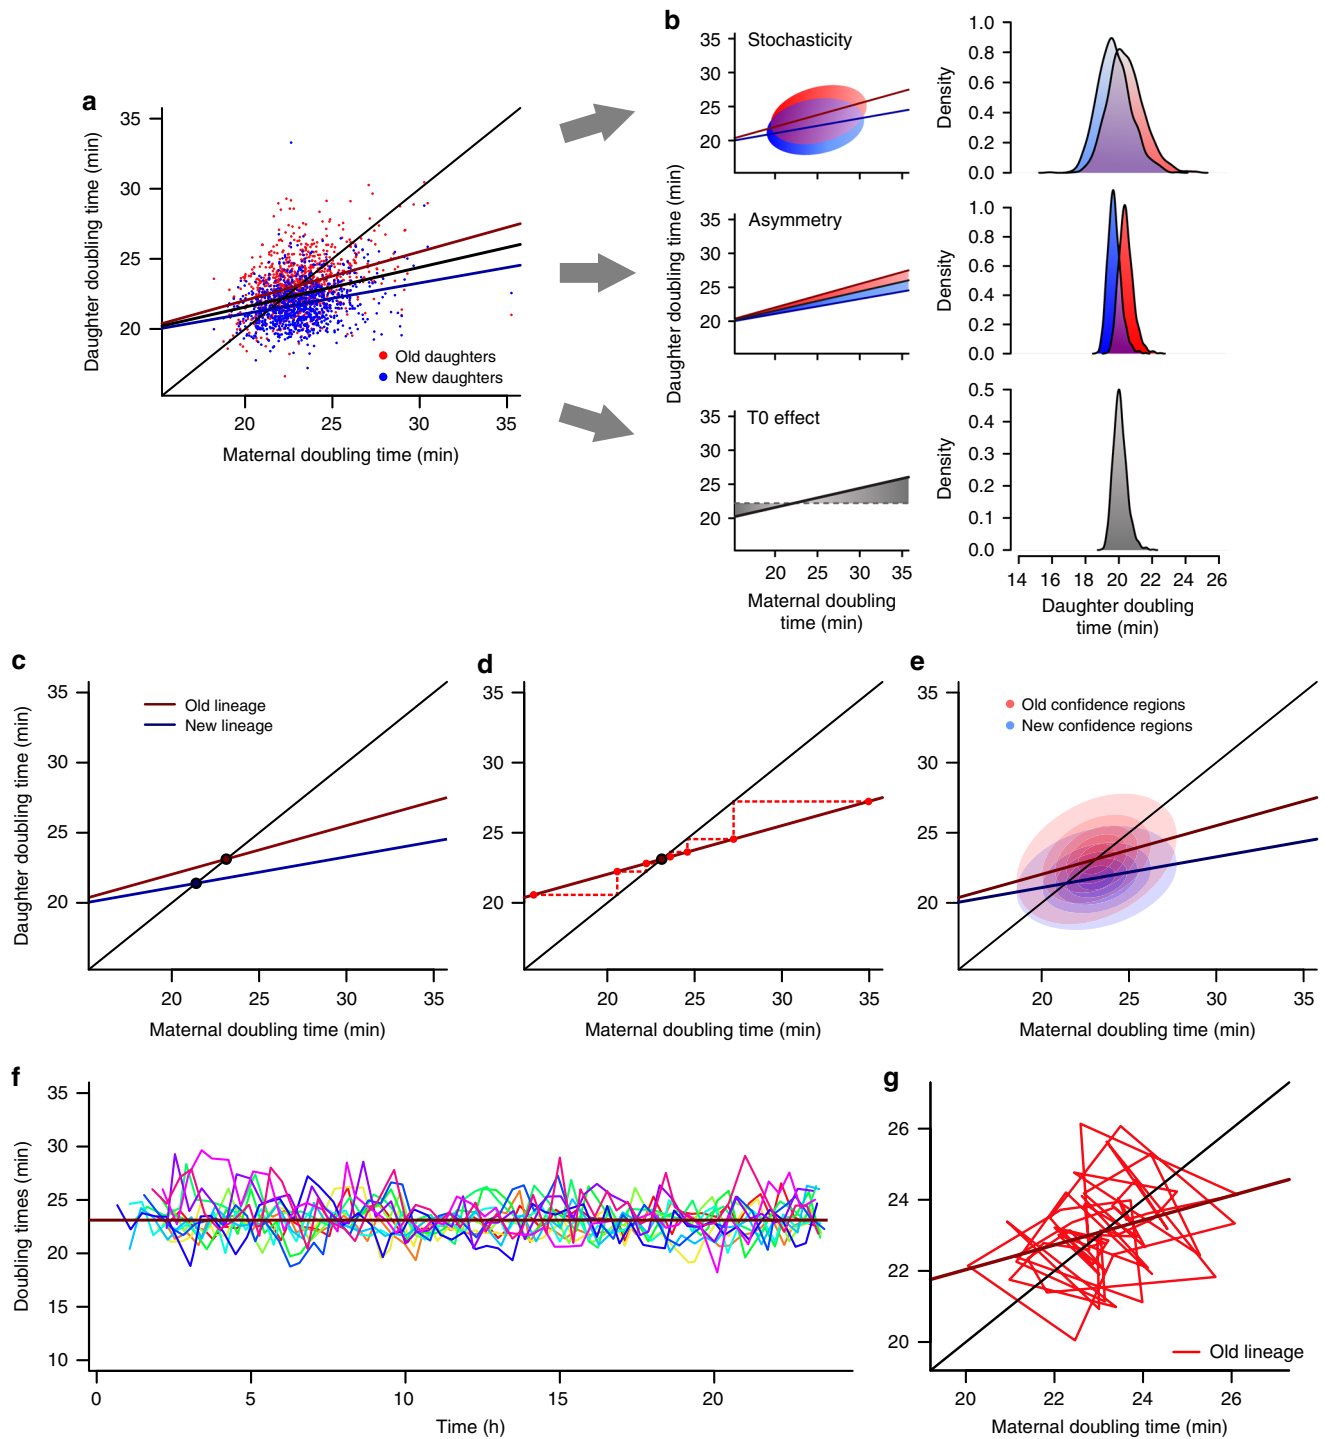 a
35
30
25
20
Daughter doubling time (min)
Old daughters
New daughters
20
25
30
35
Maternal doubling time (min)
b
Stochasticity
35
30
25
20
Asymmetry
35
30
25
20
T0 effect
35
30
25
20
Daughter doubling time (min)
20
25
30
35
Maternal doubling
time (min)
1.0
0.8
0.6
0.4
0.2
0.0
Density
1.0
0.8
0.6
0.4
0.2
0.0
Density
0.5
0.4
0.3
0.2
0.1
0.0
Density
14
16
18
20
22
24
26
Daughter doubling
time (min)
c
35
30
25
20
Daughter doubling time (min)
Old lineage
New lineage
20
25
30
35
Maternal doubling time (min)
d
35
30
25
20
20
25
30
35
Maternal doubling time (min)
e
35
30
25
20
Old confidence regions
New confidence regions
20
25
30
35
Maternal doubling time (min)
f
35
30
25
20
15
10
Doubling times (min)
0
5
10
15
20
Time (h)
g
26
24
22
20
Old lineage
20
22
24
26
Maternal doubling time (min)